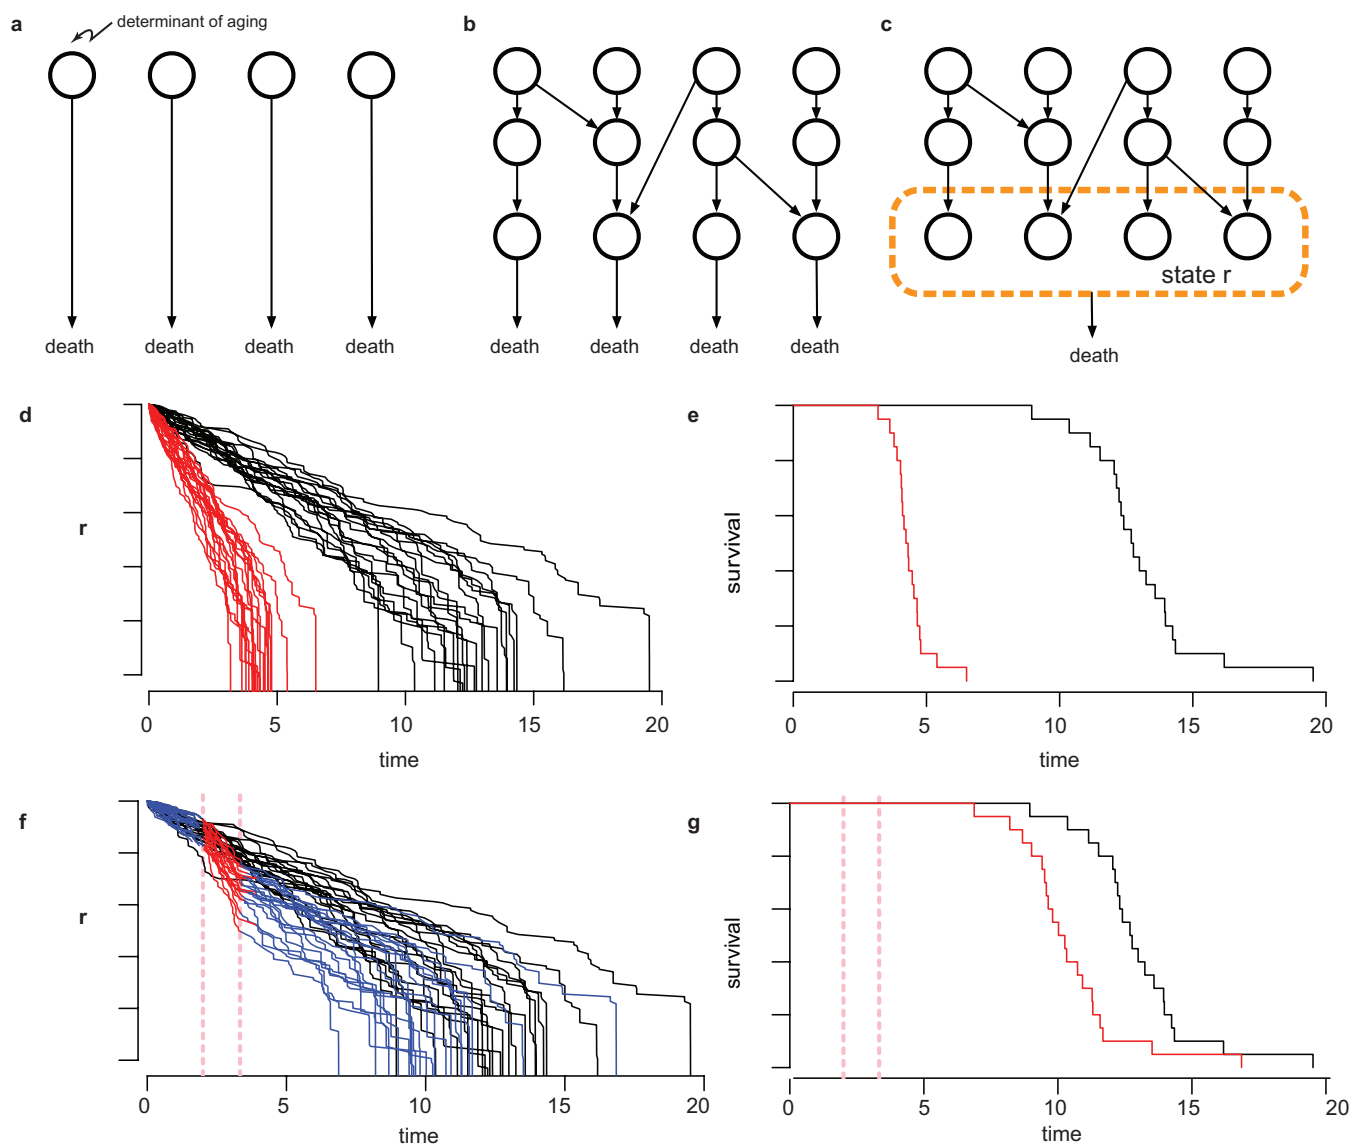 a
determinant of aging
b
c
death death death death
death death death death
state r
death
d
r
0 5 10 15 20
time
e
survival
0 5 10 15 20
time
f
r
0 5 10 15 20
time
g
survival
0 5 10 15 20
time